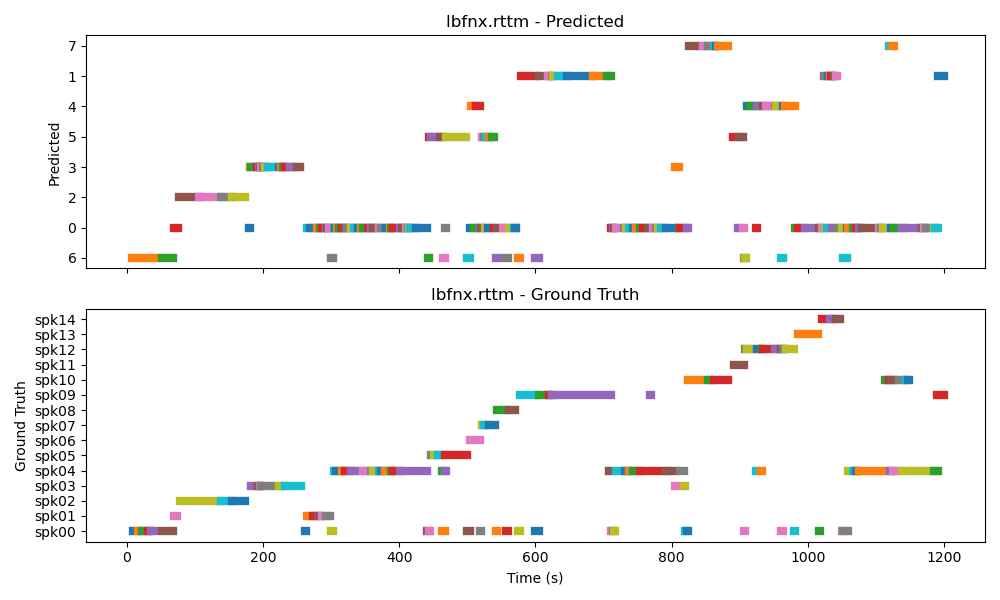 lbfnx.rttm - Predicted
Predicted
7
1
4
5
3
2
0
6
lbfnx.rttm - Ground Truth
Ground Truth
spk14
spk13
spk12
spk11
spk10
spk09
spk08
spk07
spk06
spk05
spk04
spk03
spk02
spk01
spk00
0
200
400
600
800
1000
1200
Time (s)